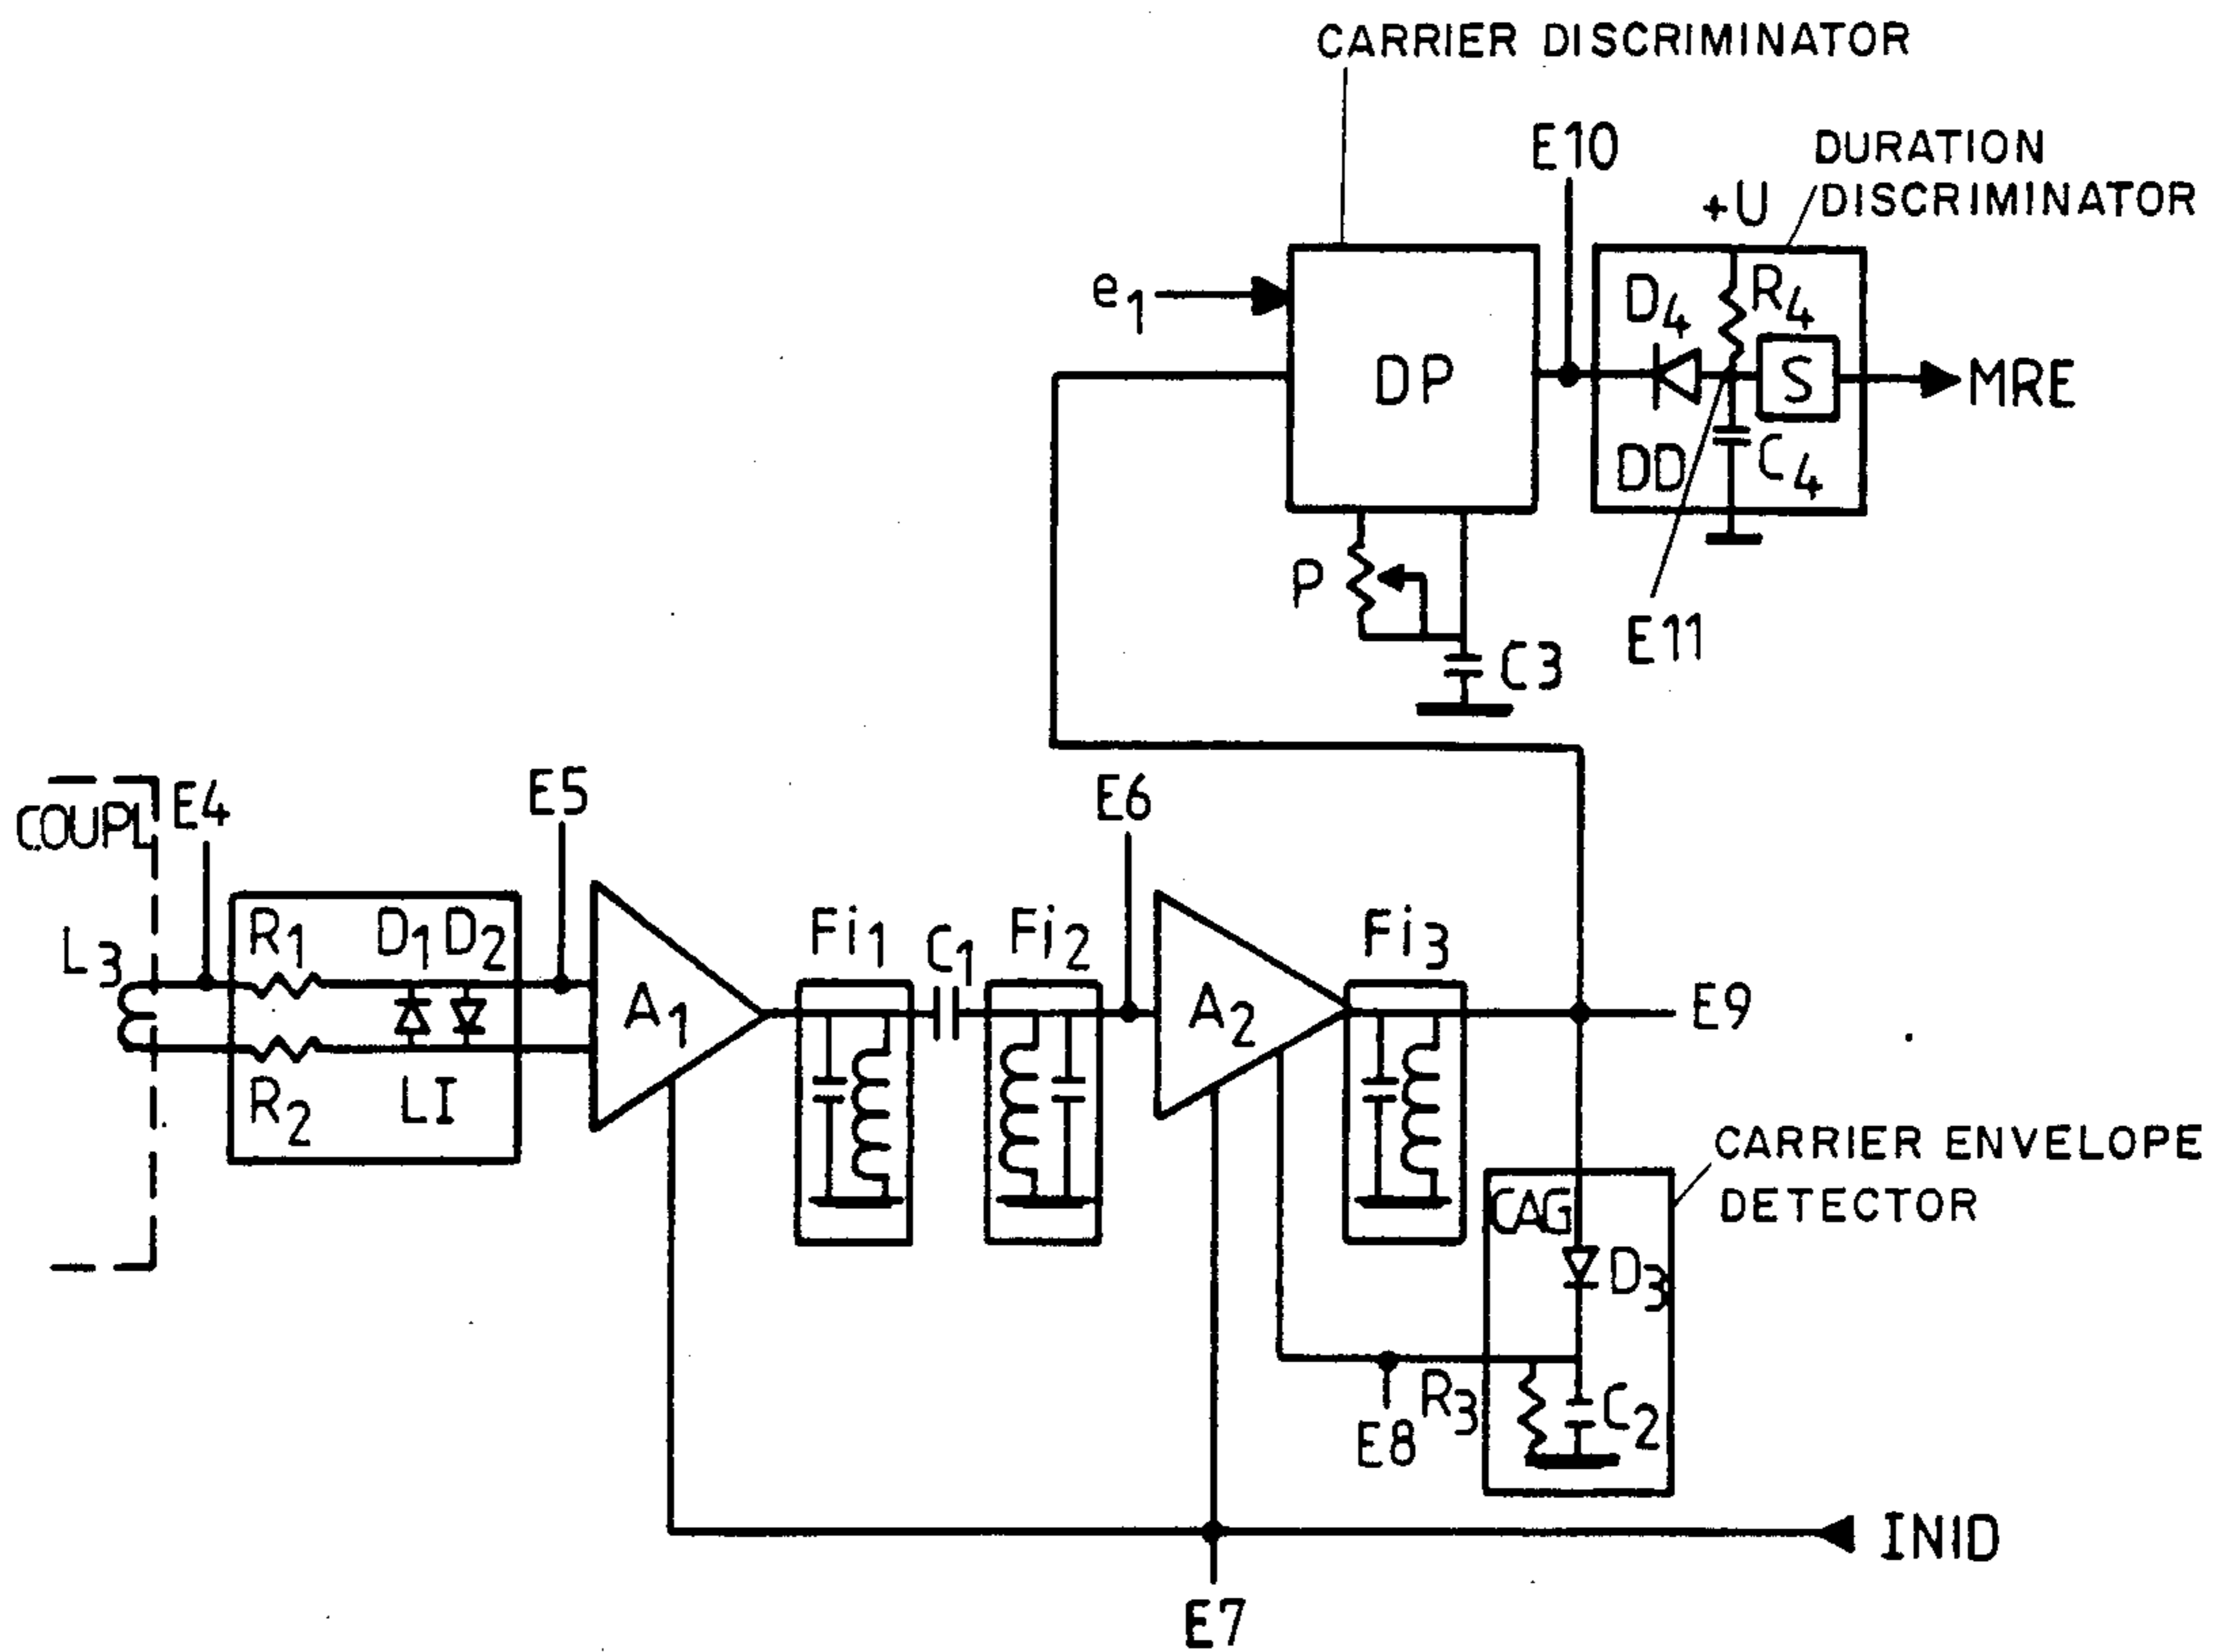 CARRIER DISCRIMINATOR
E10
DURATION
DISCRIMINATOR
+U
e1
DP
D4
R4
S
MRE
DD
C4
P
E11
C3
COUPL
E4
E5
E6
L3
R1
D1
D2
A1
Fi1
C1
Fi2
A2
Fi3
E9
R2
LI
CARRIER ENVELOPE
DETECTOR
CAG
D3
R3
C2
E8
INID
E7